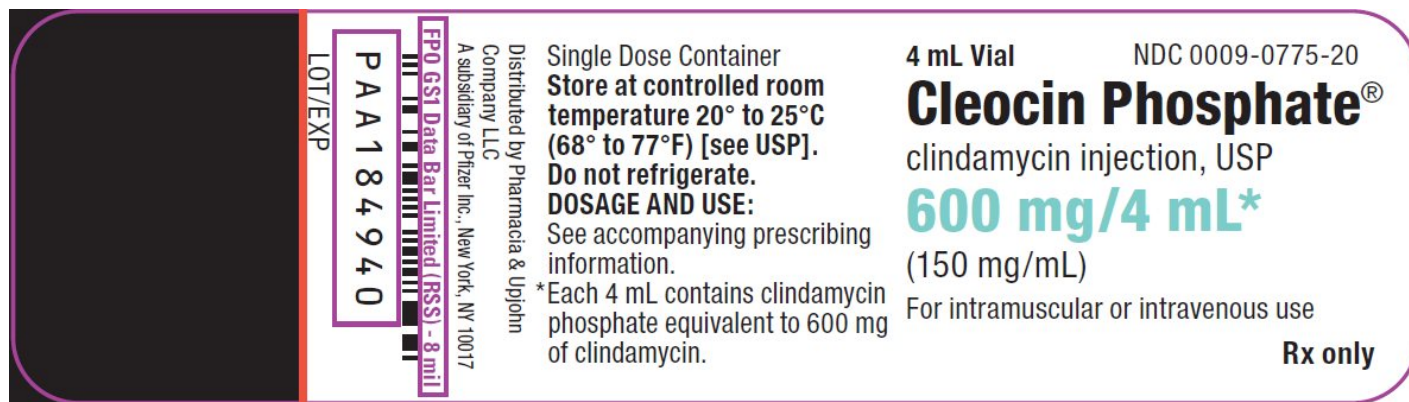 LOT/EXP
PAA184940
FPO GS1 Data Bar Limited (RSS) - 8 mil
Distributed by Pharmacia & Upjohn
Company LLC
A subsidiary of Pfizer Inc., New York, NY 10017
Single Dose Container
Store at controlled room
temperature 20° to 25°C
(68° to 77°F) [see USP].
Do not refrigerate.
DOSAGE AND USE:
See accompanying prescribing
information.
*Each 4 mL contains clindamycin
phosphate equivalent to 600 mg
of clindamycin.
4 mL Vial NDC 0009-0775-20
Cleocin Phosphate®
clindamycin injection, USP
600 mg/4 mL*
(150 mg/mL)
For intramuscular or intravenous use
Rx only